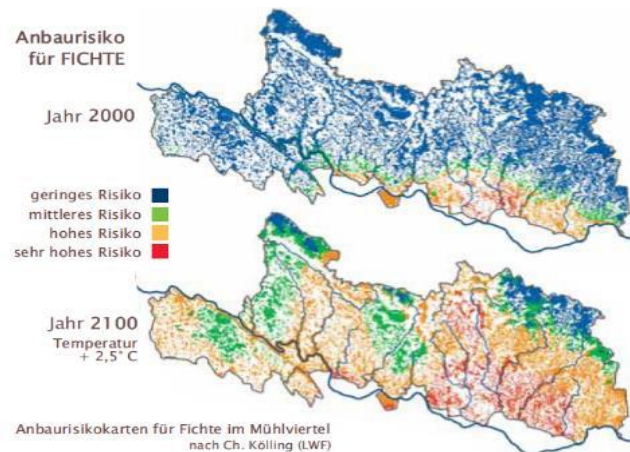 Anbaurisiko
für FICHTE
Jahr 2000
geringes Risiko
mittleres Risiko
hohes Risiko
sehr hohes Risiko
Jahr 2100
Temperatur
+ 2,5° C
Anbaurisikokarten für Fichte im Mühlviertel
nach Ch. Kölling (LWF)